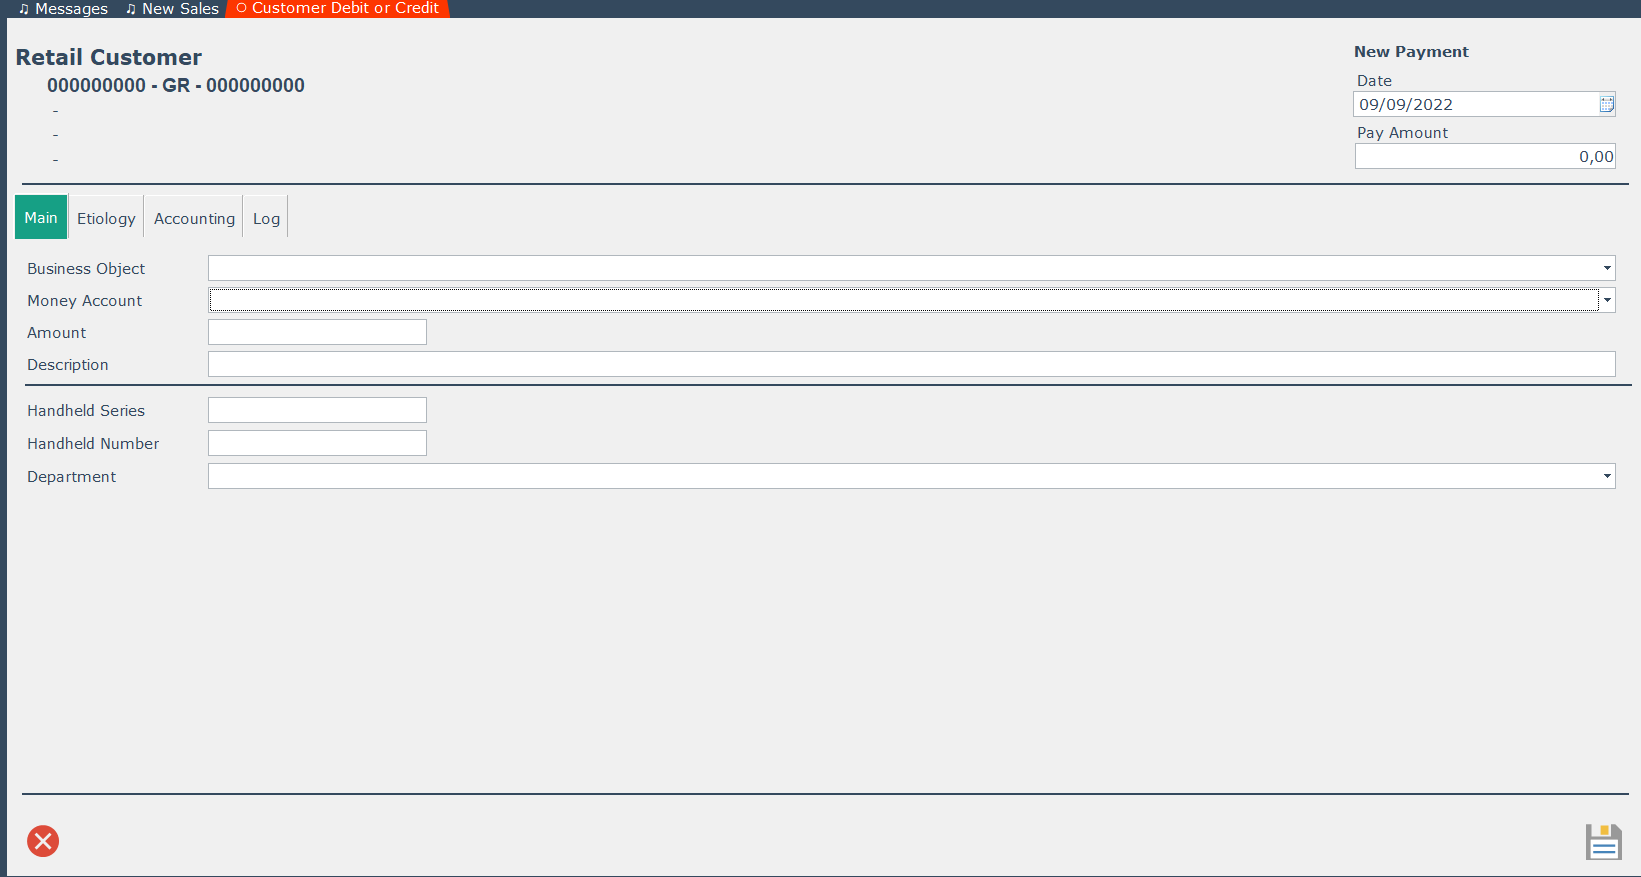 ♫ Messages ♫ New Sales ○ Customer Debit or Credit
Retail Customer
000000000 - GR - 000000000
-
-
-
New Payment
Date
09/09/2022
Pay Amount
0,00
Main Etiology Accounting Log
Business Object
Money Account
Amount
Description
Handheld Series
Handheld Number
Department